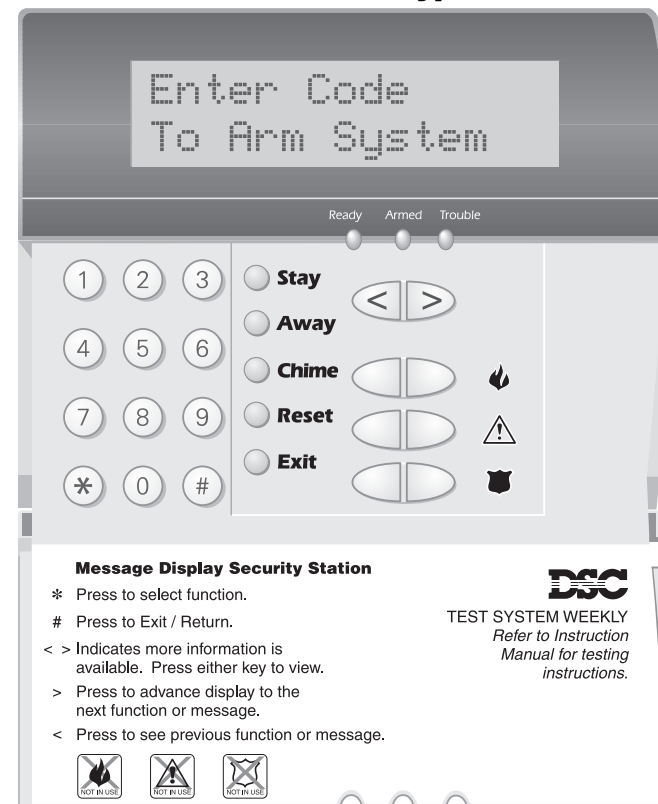 Enter Code
To Arm System
Ready Armed Trouble
1 2 3
Stay
< >
Away
4 5 6
Chime
Reset
7 8 9
Exit
* 0 #
Message Display Security Station
* Press to select function.
# Press to Exit / Return.
< > Indicates more information is
available. Press either key to view.
> Press to advance display to the
next function or message.
< Press to see previous function or message.
NOT IN USE NOT IN USE NOT IN USE
DSC
TEST SYSTEM WEEKLY
Refer to Instruction
Manual for testing
instructions.